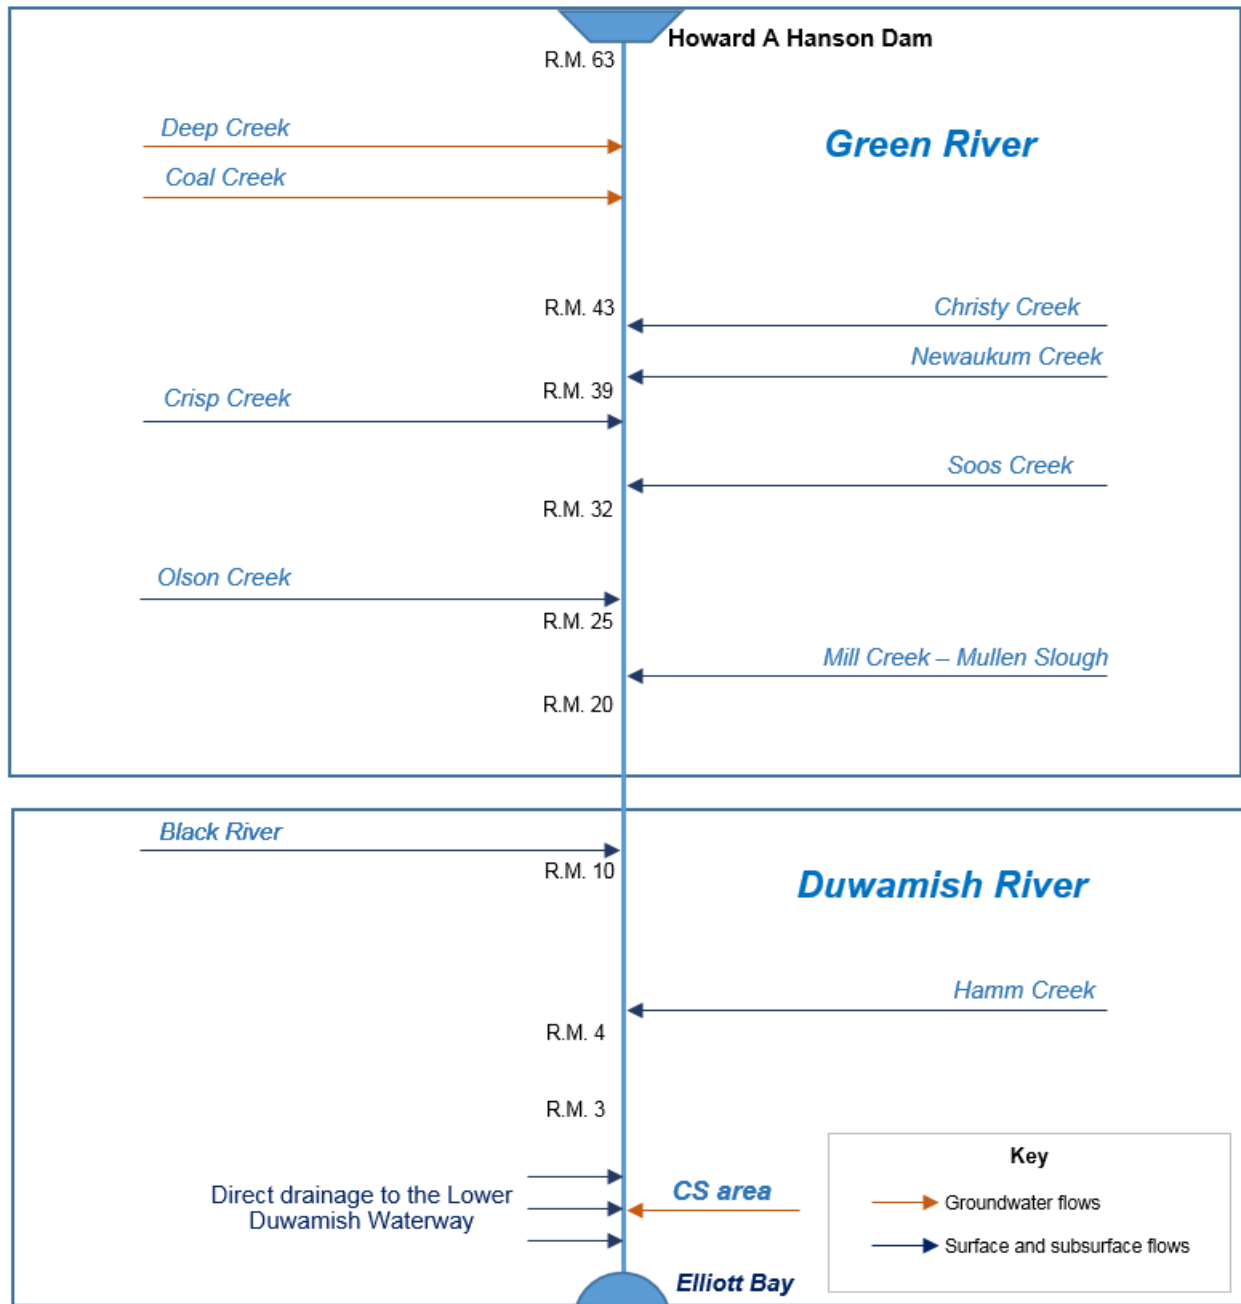 Howard A Hanson Dam
R.M. 63
Deep Creek
Green River
Coal Creek
R.M. 43
Christy Creek
Newaukum Creek
R.M. 39
Crisp Creek
Soos Creek
R.M. 32
Olson Creek
R.M. 25
Mill Creek – Mullen Slough
R.M. 20
Black River
R.M. 10
Duwamish River
Hamm Creek
R.M. 4
R.M. 3
Direct drainage to the Lower
Duwamish Waterway
CS area
Key
Groundwater flows
Surface and subsurface flows
Elliott Bay